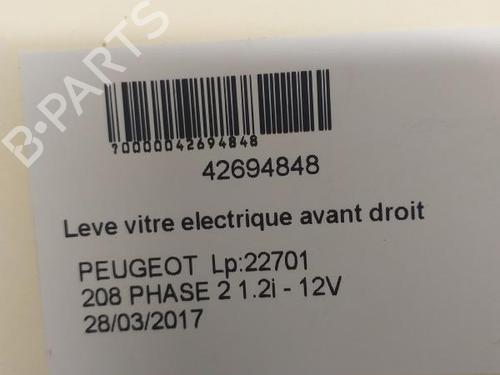 B-PARTS
?0000042694848
42694848
Leve vitre electrique avant droit
PEUGEOT Lp:22701
208 PHASE 2 1.2i - 12V
28/03/2017